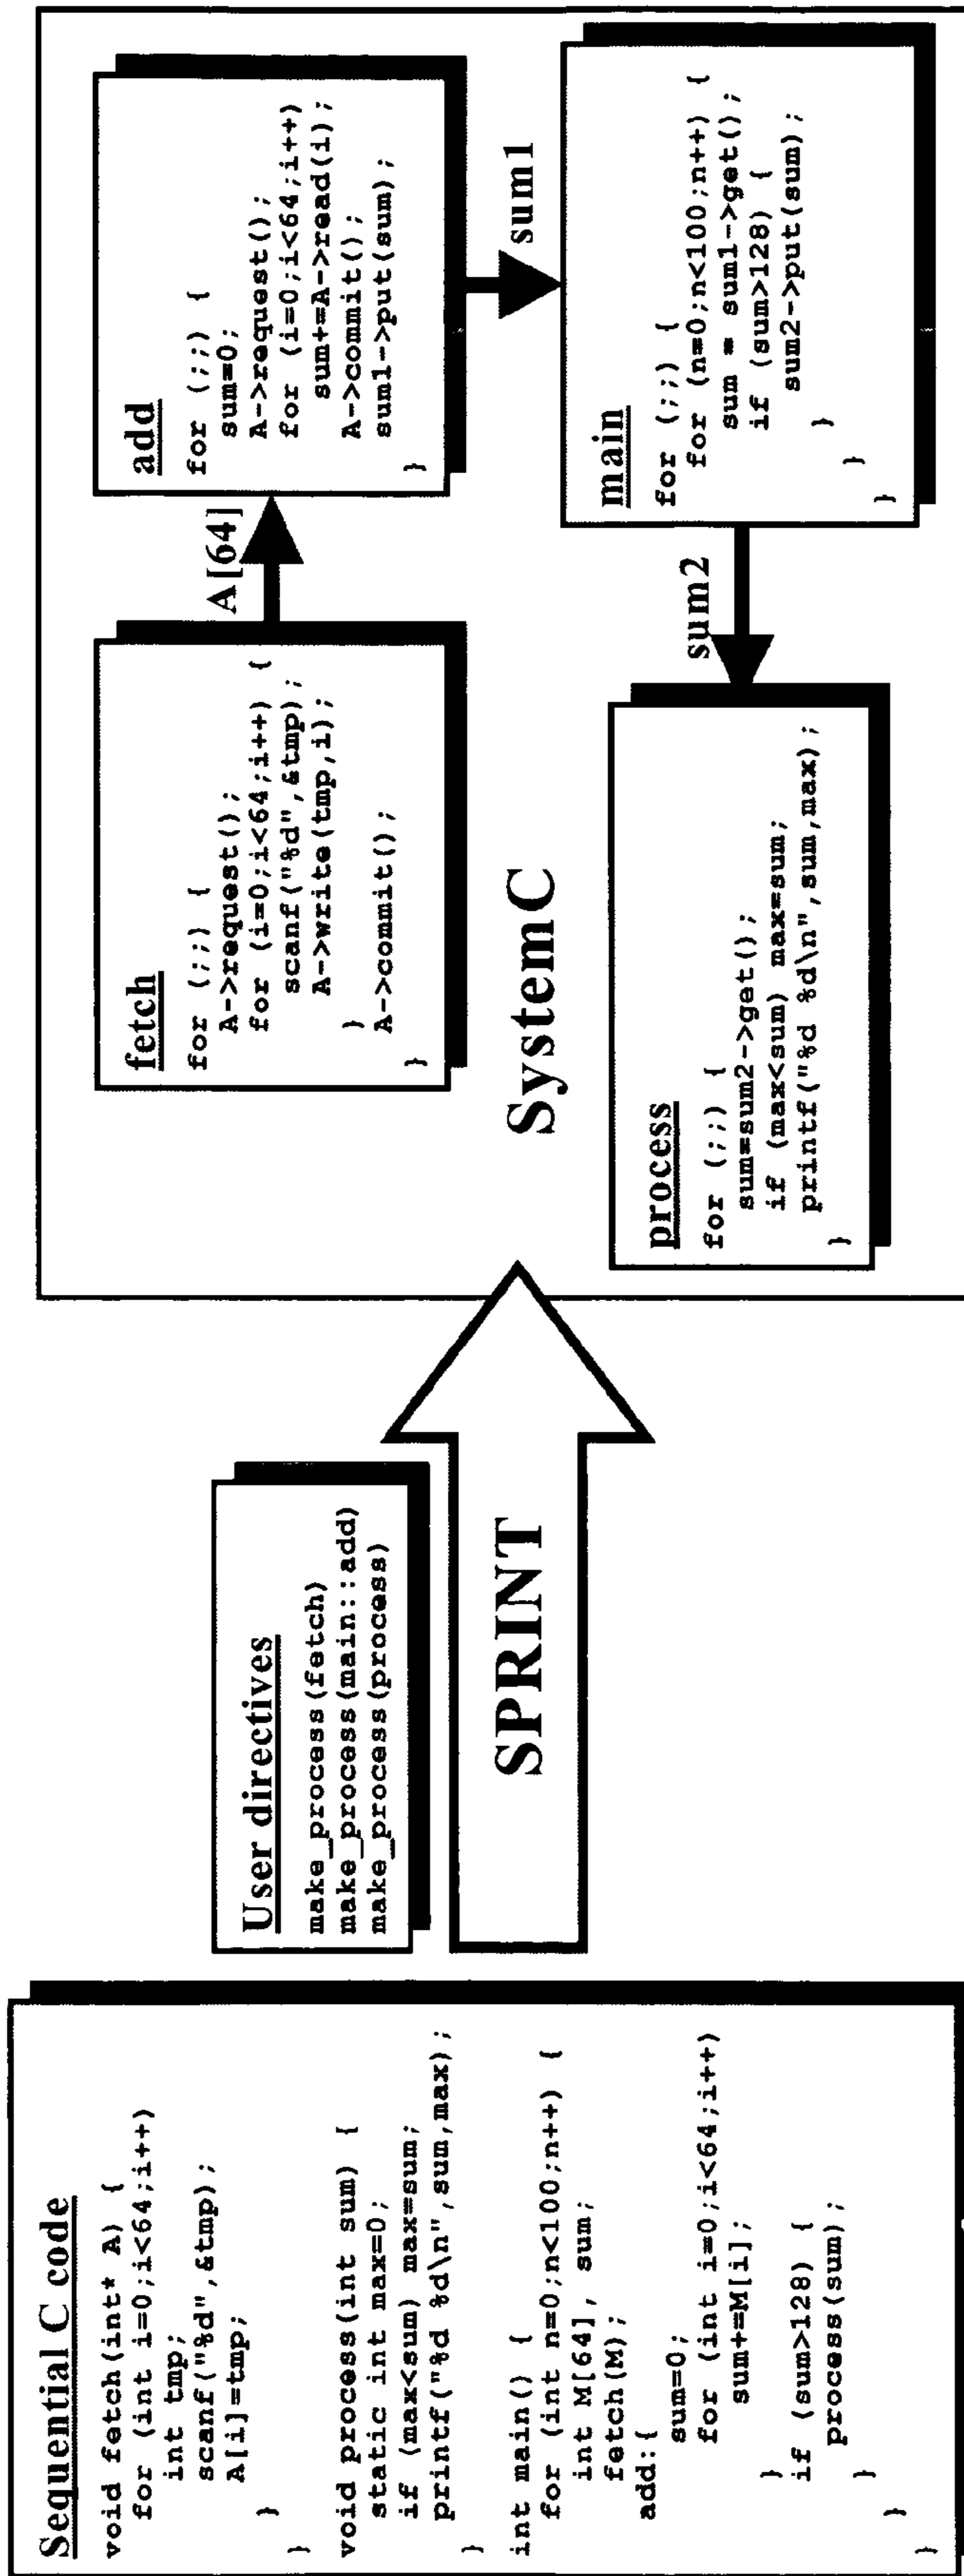 Sequential C code
void fetch(int* A) {
for (int i=0;i<64;i++)
int tmp;
scanf("%d",&tmp);
A[i]=tmp;
}
}
void process(int sum) {
static int max=0;
if (max<sum) max=sum;
printf("%d %d\n",sum,max);
}
int main() {
for (int n=0;n<100;n++) {
int M[64], sum;
fetch(M);
add:{
sum=0;
for (int i=0;i<64;i++)
sum+=M[i];
}
if (sum>128) {
process(sum);
}
}
}
User directives
make_process(fetch)
make_process(main::add)
make_process(process)
SPRINT
fetch
for (;;) {
A->request();
for (i=0;i<64;i++) {
scanf("%d",&tmp);
A->write(tmp,i);
}
A->commit();
}
A[64]
add
for (;;) {
sum=0;
A->request();
for (i=0;i<64;i++)
sum+=A->read(i);
A->commit();
sum1->put(sum);
}
sum1
SystemC
process
for (;;) {
sum=sum2->get();
if (max<sum) max=sum;
printf("%d %d\n",sum,max);
}
sum2
main
for (;;) {
for (n=0;n<100;n++) {
sum = sum1->get();
if (sum>128) {
sum2->put(sum);
}
}
}